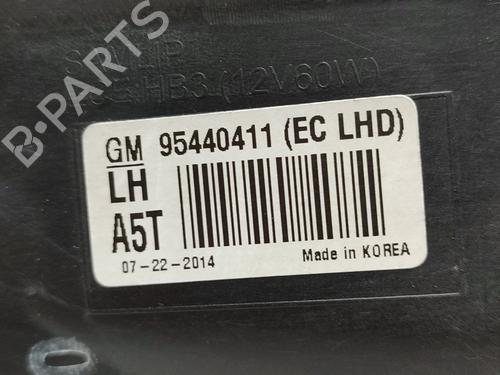 B-PARTS
HB3 (12V60W)
GM 95440411 (EC LHD)
LH
A5T
07-22-2014 Made in KOREA